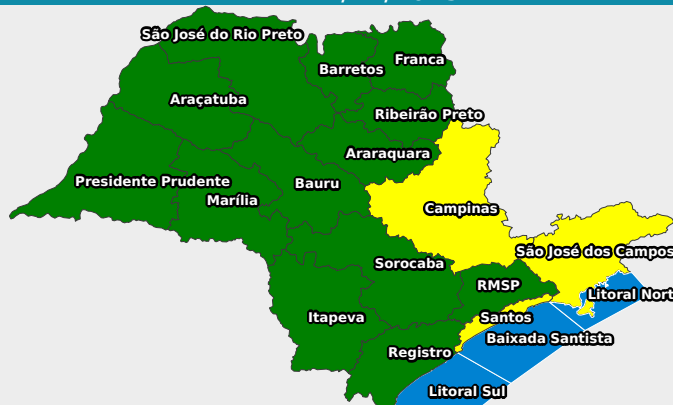 São José do Rio Preto
Franca
Barretos
Araçatuba
Ribeirão Preto
Araraquara
Presidente Prudente
Bauru
Marília
Campinas
São José dos Campos
Sorocaba
RMSP
Litoral Nort
Itapeva
Santos
Baixada Santista
Registro
Litoral Sul